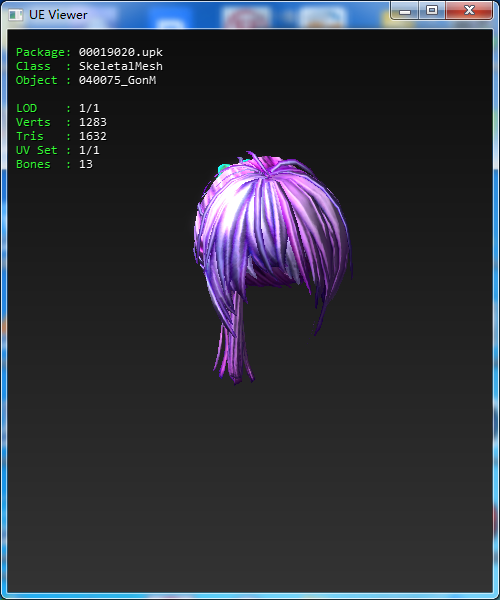 UE Viewer
Package: 00019020.upk
Class : SkeletalMesh
Object : 040075_GonM
LOD : 1/1
Verts : 1283
Tris : 1632
UV Set : 1/1
Bones : 13